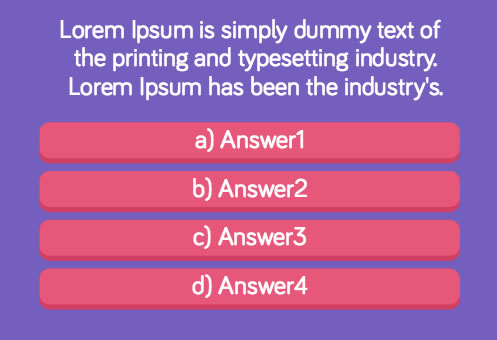 Lorem Ipsum is simply dummy text of
the printing and typesetting industry.
Lorem Ipsum has been the industry's.
a) Answer1
b) Answer2
c) Answer3
d) Answer4